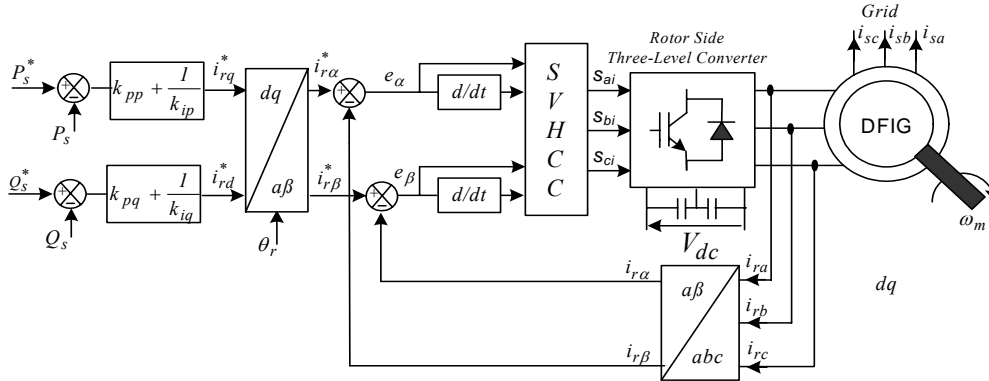 Grid
i_sc i_sb i_sa
Rotor Side
Three-Level Converter
P_s^*
+
-
P_s
k_pp + 1/k_ip
i_rq^*
dq
aβ
θ_r
i_rα^*
+
-
e_α
d/dt
S
V
H
C
C
s_ai
s_bi
s_ci
DFIG
ω_m
Q_s^*
+
-
Q_s
k_pq + 1/k_iq
i_rd^*
i_rβ^*
+
-
e_β
d/dt
V_dc
i_rα
i_rβ
aβ
abc
i_ra
i_rb
i_rc
dq